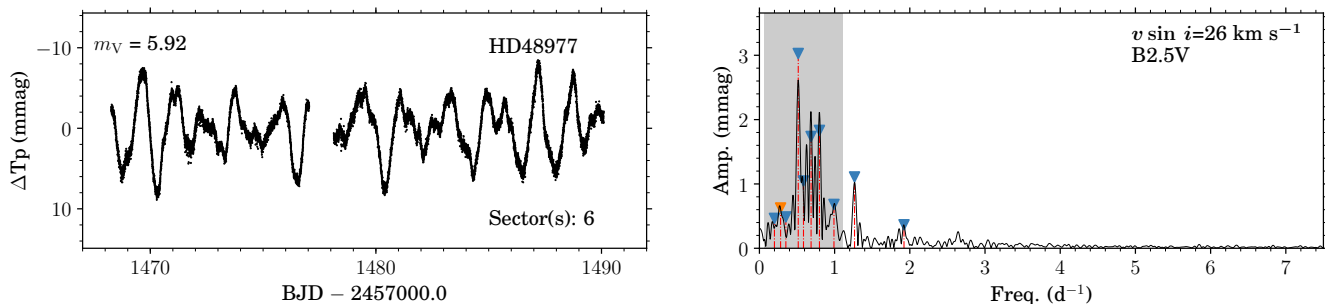 m_V = 5.92
HD48977
Sector(s): 6
ΔTp (mmag)
−10
0
10
1470
1480
1490
BJD − 2457000.0
v sin i=26 km s⁻¹
B2.5V
Amp. (mmag)
3
2
1
0
0
1
2
3
4
5
6
7
Freq. (d⁻¹)